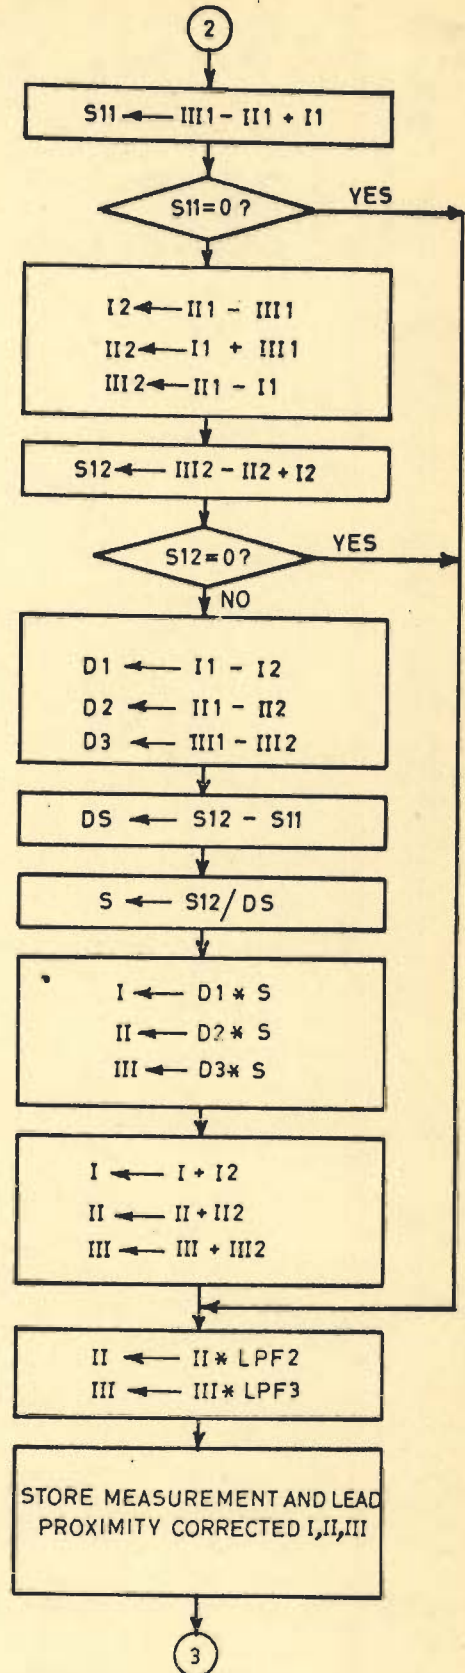 2
S11 ← III1 - II1 + I1
S11=0 ?
YES
I2 ← II1 - III1
II2 ← I1 + III1
III2 ← II1 - I1
S12 ← III2 - II2 + I2
S12=0 ?
YES
NO
D1 ← I1 - I2
D2 ← II1 - II2
D3 ← III1 - III2
DS ← S12 - S11
S ← S12/DS
I ← D1 * S
II ← D2 * S
III ← D3* S
I ← I + I2
II ← II + II2
III ← III + III2
II ← II* LPF2
III ← III* LPF3
STORE MEASUREMENT AND LEAD
PROXIMITY CORRECTED I,II,III
3